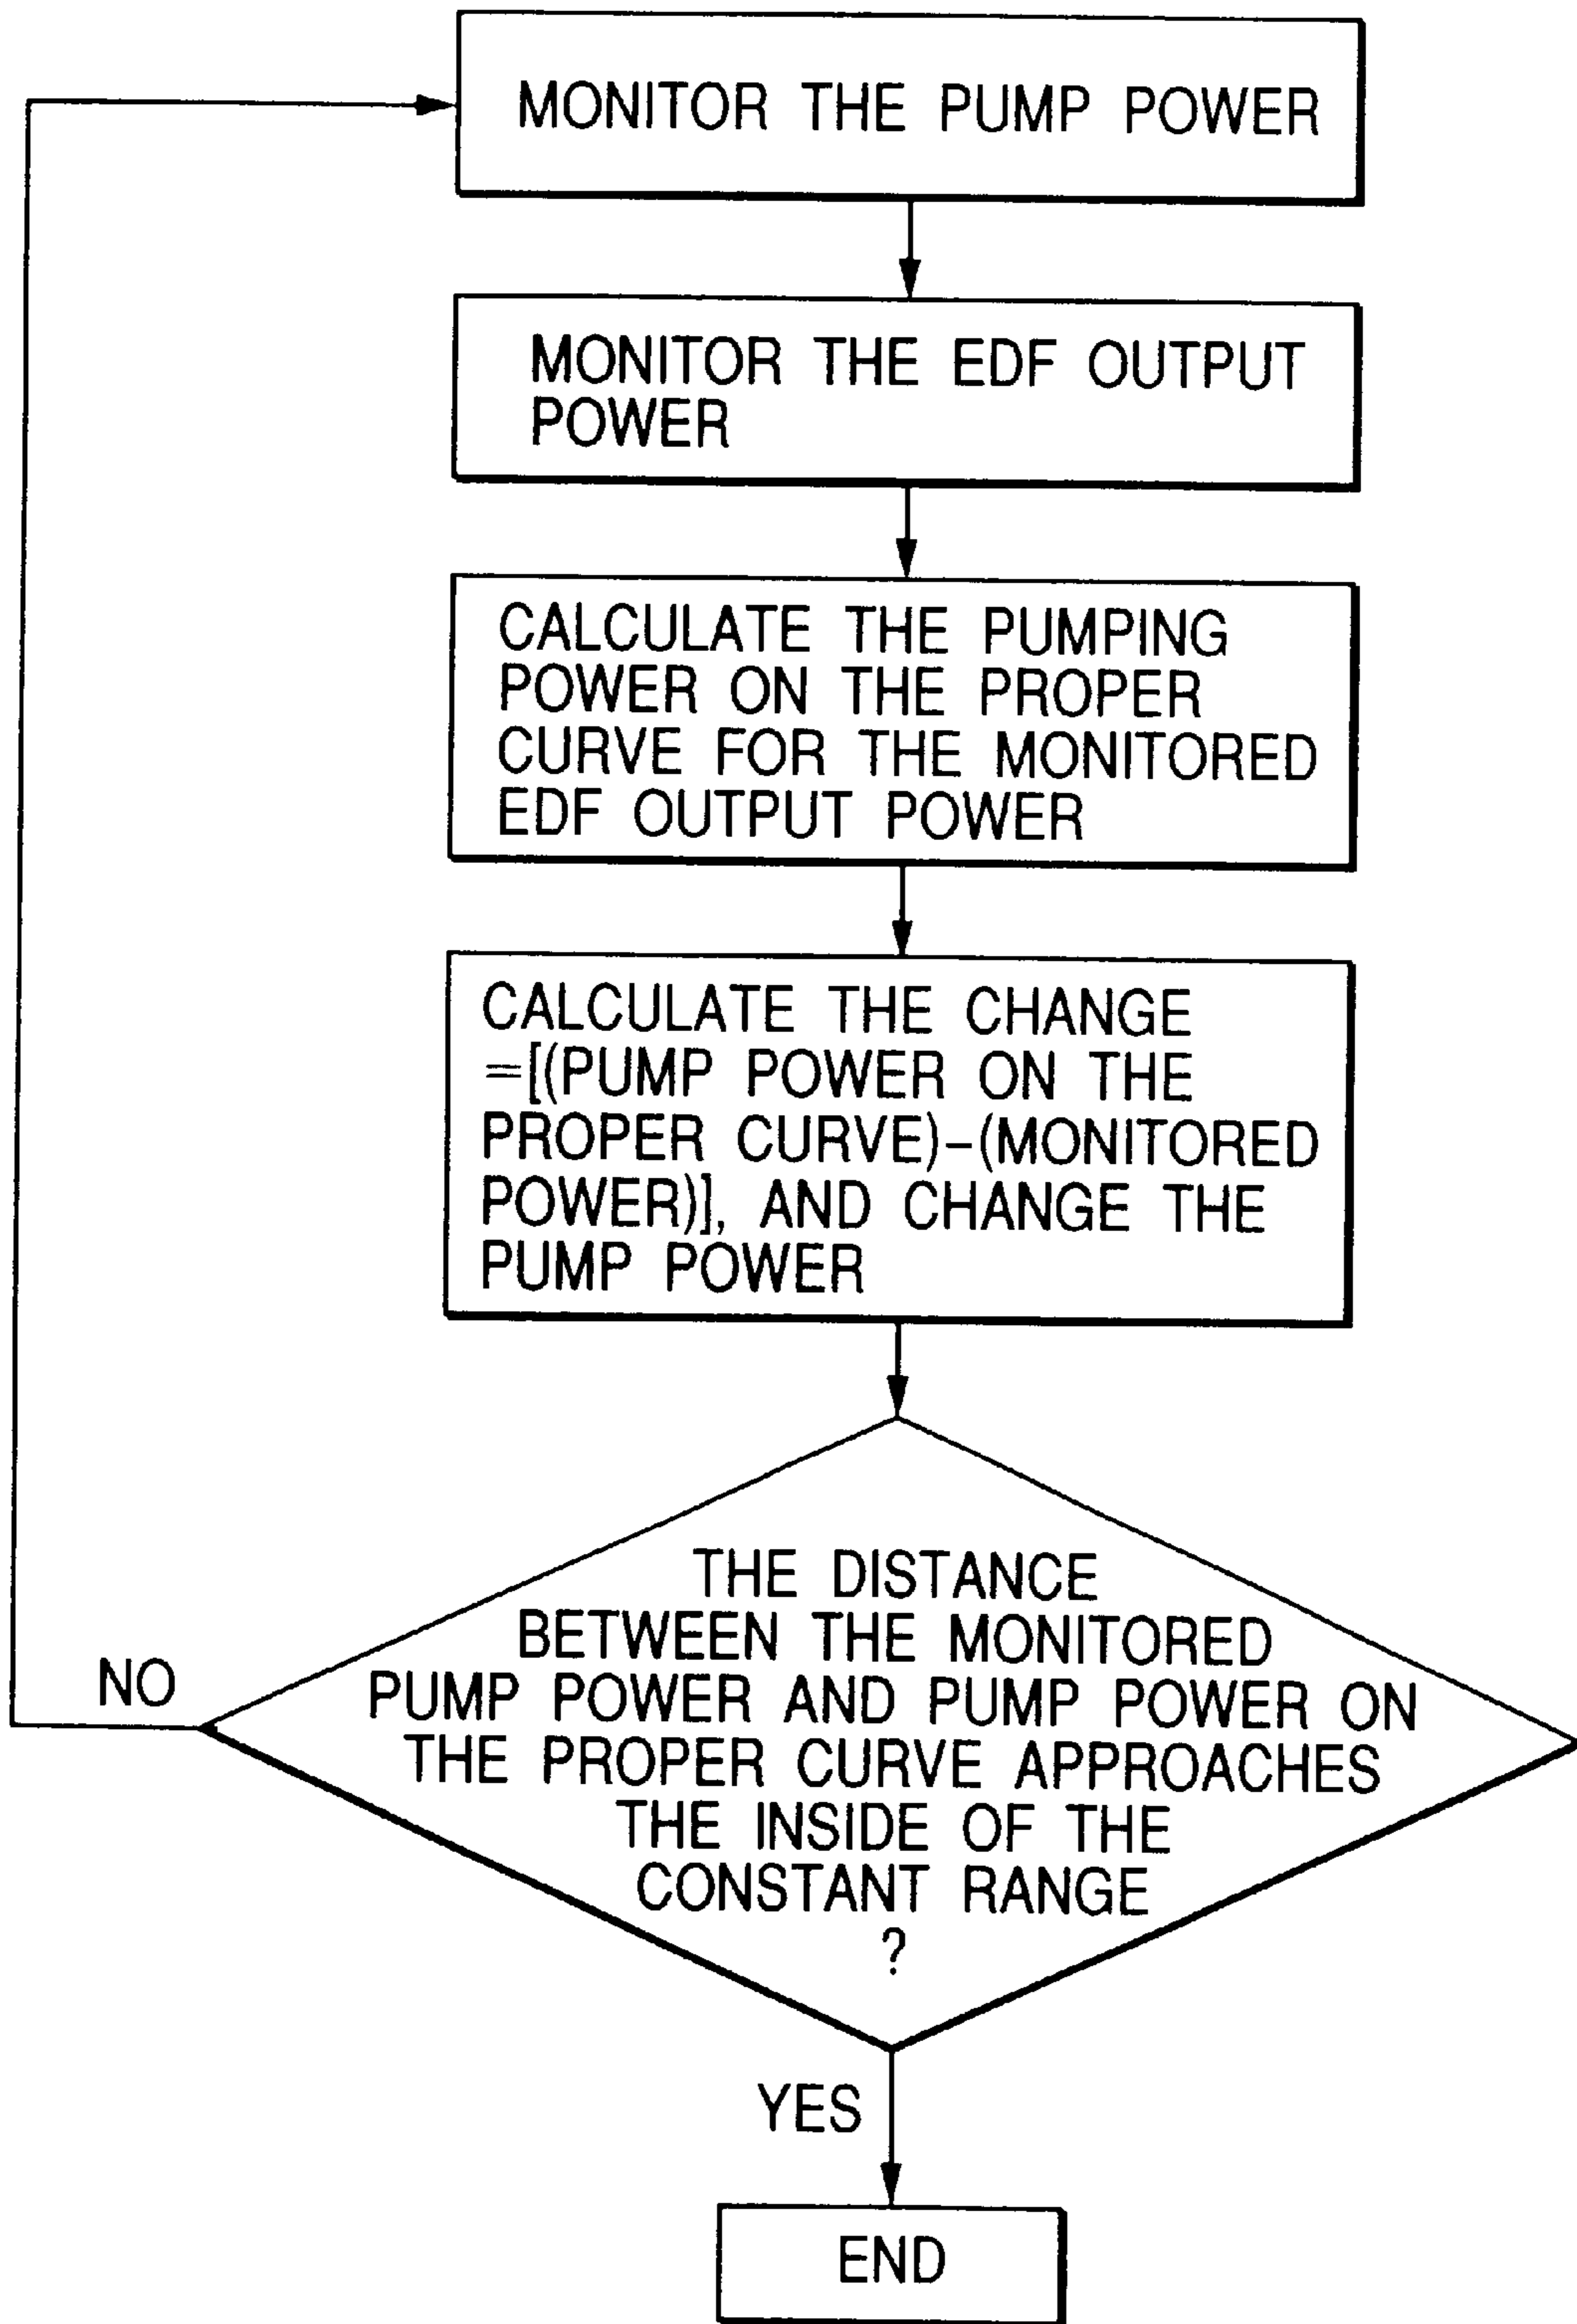 MONITOR THE PUMP POWER
MONITOR THE EDF OUTPUT
POWER
CALCULATE THE PUMPING
POWER ON THE PROPER
CURVE FOR THE MONITORED
EDF OUTPUT POWER
CALCULATE THE CHANGE
=[(PUMP POWER ON THE
PROPER CURVE)-(MONITORED
POWER)], AND CHANGE THE
PUMP POWER
THE DISTANCE
BETWEEN THE MONITORED
PUMP POWER AND PUMP POWER ON
THE PROPER CURVE APPROACHES
THE INSIDE OF THE
CONSTANT RANGE
?
NO
YES
END